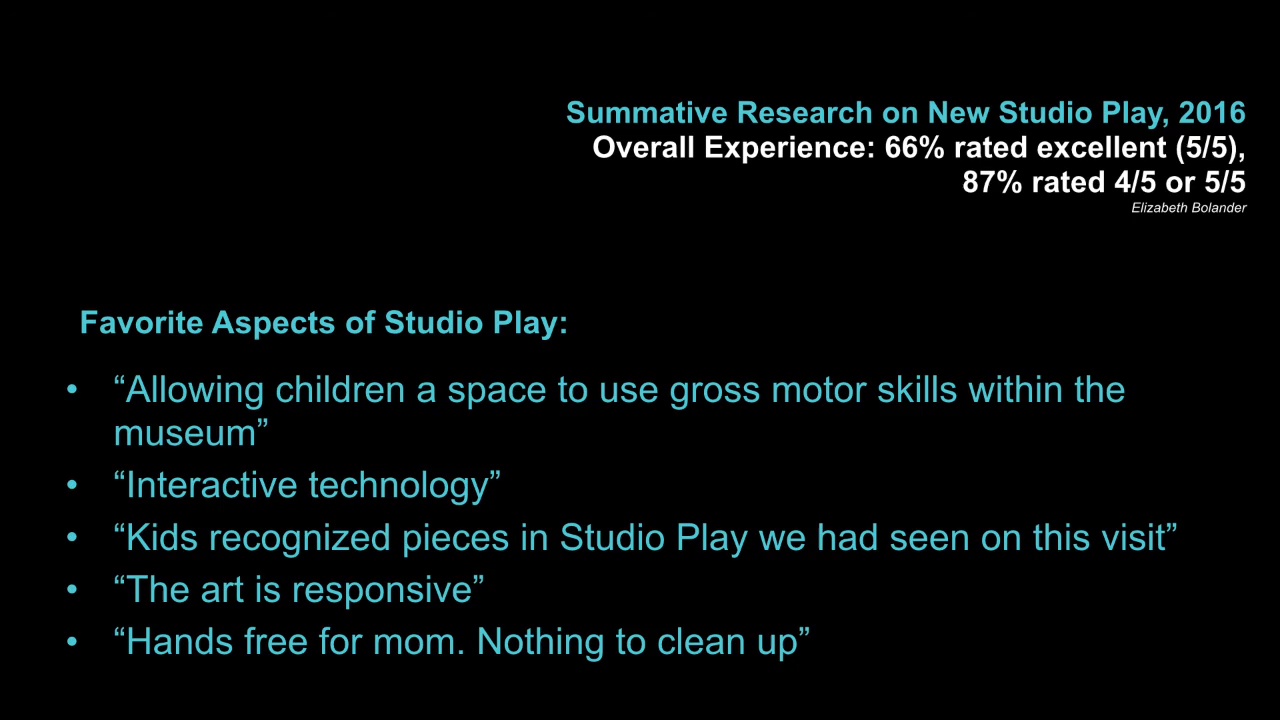 Summative Research on New Studio Play, 2016
Overall Experience: 66% rated excellent (5/5),
87% rated 4/5 or 5/5
Elizabeth Bolander
Favorite Aspects of Studio Play:
• “Allowing children a space to use gross motor skills within the
museum”
• “Interactive technology”
• “Kids recognized pieces in Studio Play we had seen on this visit”
• “The art is responsive”
• “Hands free for mom. Nothing to clean up”